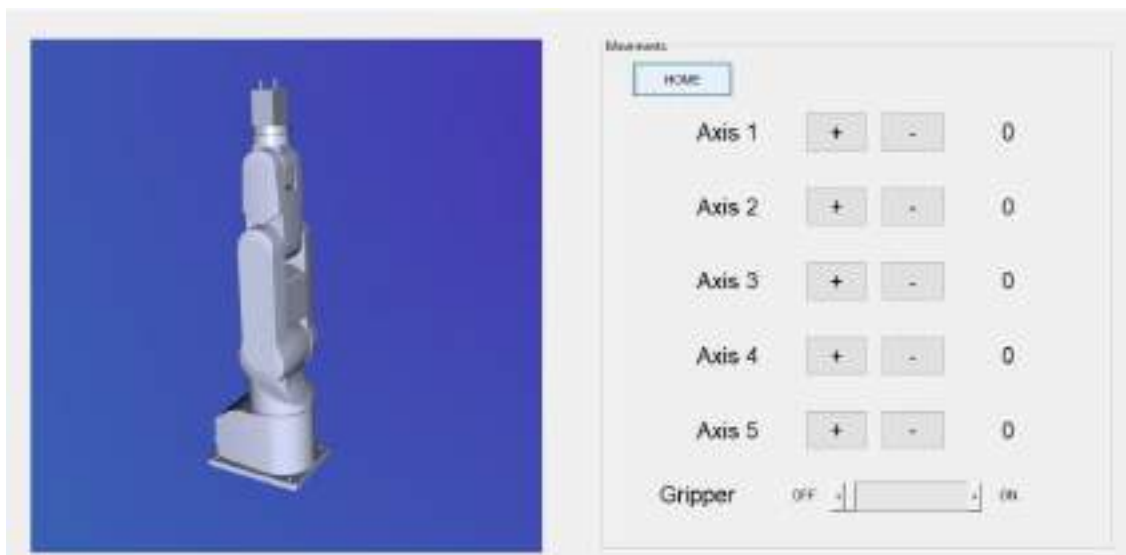 Movements
HOME
Axis 1 + - 0
Axis 2 + - 0
Axis 3 + - 0
Axis 4 + - 0
Axis 5 + - 0
Gripper OFF ON